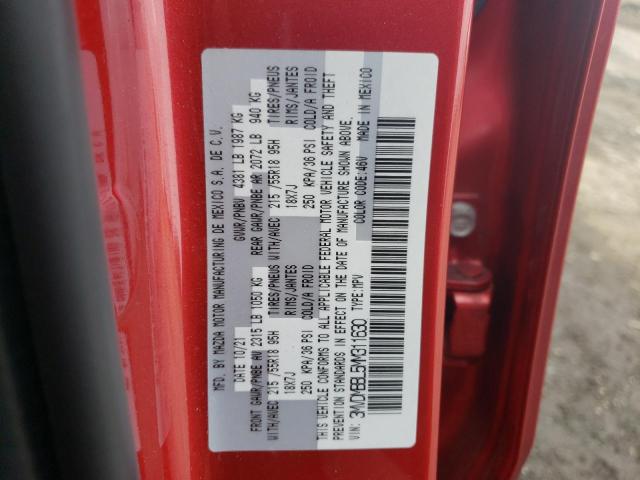 MFD. BY MAZDA MOTOR MANUFACTURING DE MEXICO S.A. DE C.V.
10/21 GVWR/PNBV 4381 LB 1987 KG
FRONT GAWR/PNBE AV 2315 LB 1050 KG REAR GAWR/PNBE AR 2072 LB 940 KG
WITH/AVEC 215 /55R18 95H TIRES/PNEUS WITH/AVEC 215 /55R18 95H TIRES/PNEUS
18X7J RIMS/JANTES 18X7J RIMS/JANTES
250 KPA/36 PSI COLD/A FROID 250 KPA/36 PSI COLD/A FROID
THIS VEHICLE CONFORMS TO ALL APPLICABLE FEDERAL MOTOR VEHICLE SAFETY AND THEFT
PREVENTION STANDARDS IN EFFECT ON THE DATE OF MANUFACTURE SHOWN ABOVE.
VIN: TYPE:MPV COLOR CODE:46V MADE IN MEXICO